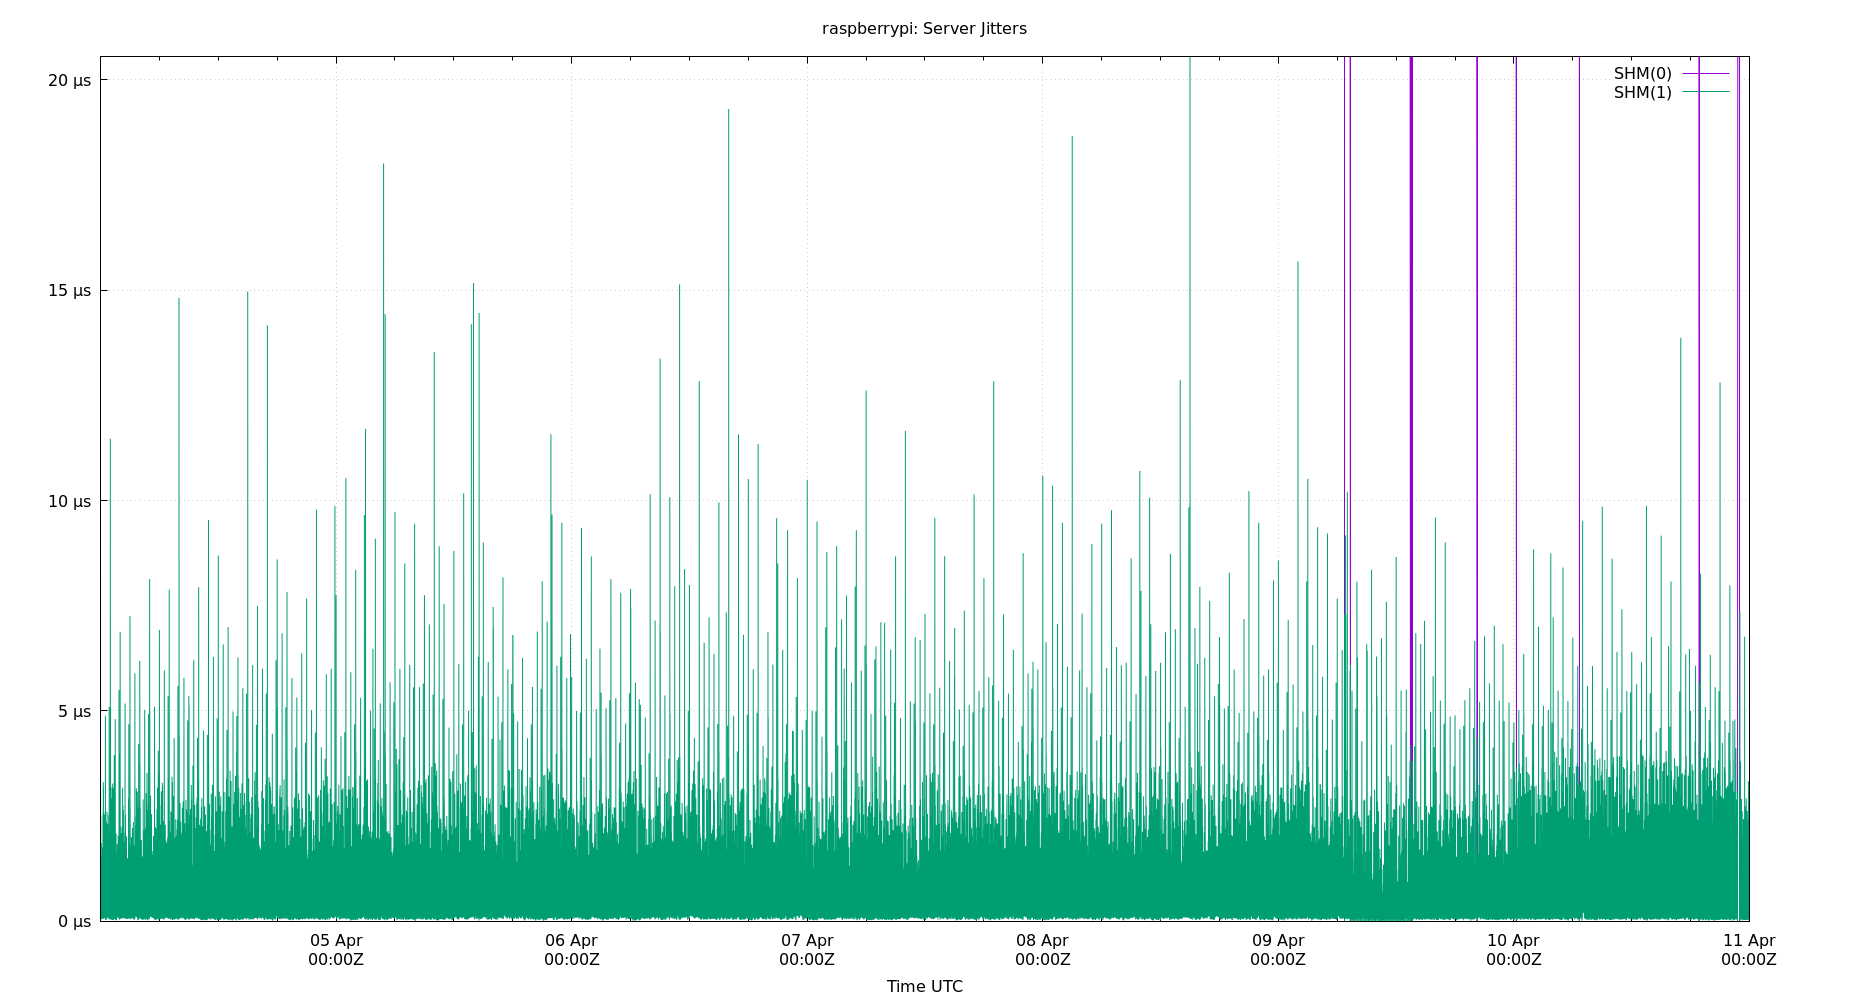 raspberrypi: Server Jitters
SHM(0)
SHM(1)
20 µs
15 µs
10 µs
5 µs
0 µs
05 Apr
00:00Z
06 Apr
00:00Z
07 Apr
00:00Z
08 Apr
00:00Z
09 Apr
00:00Z
10 Apr
00:00Z
11 Apr
00:00Z
Time UTC